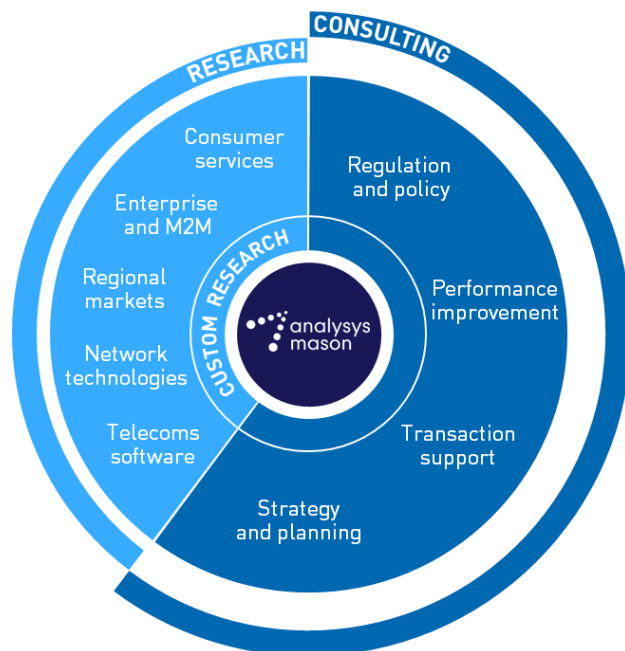 CONSULTING
RESEARCH
Consumer
services
Regulation
and policy
Enterprise
and M2M
CUSTOM RESEARCH
Regional
markets
Performance
improvement
analysys
mason
Network
technologies
Telecoms
software
Transaction
support
Strategy
and planning